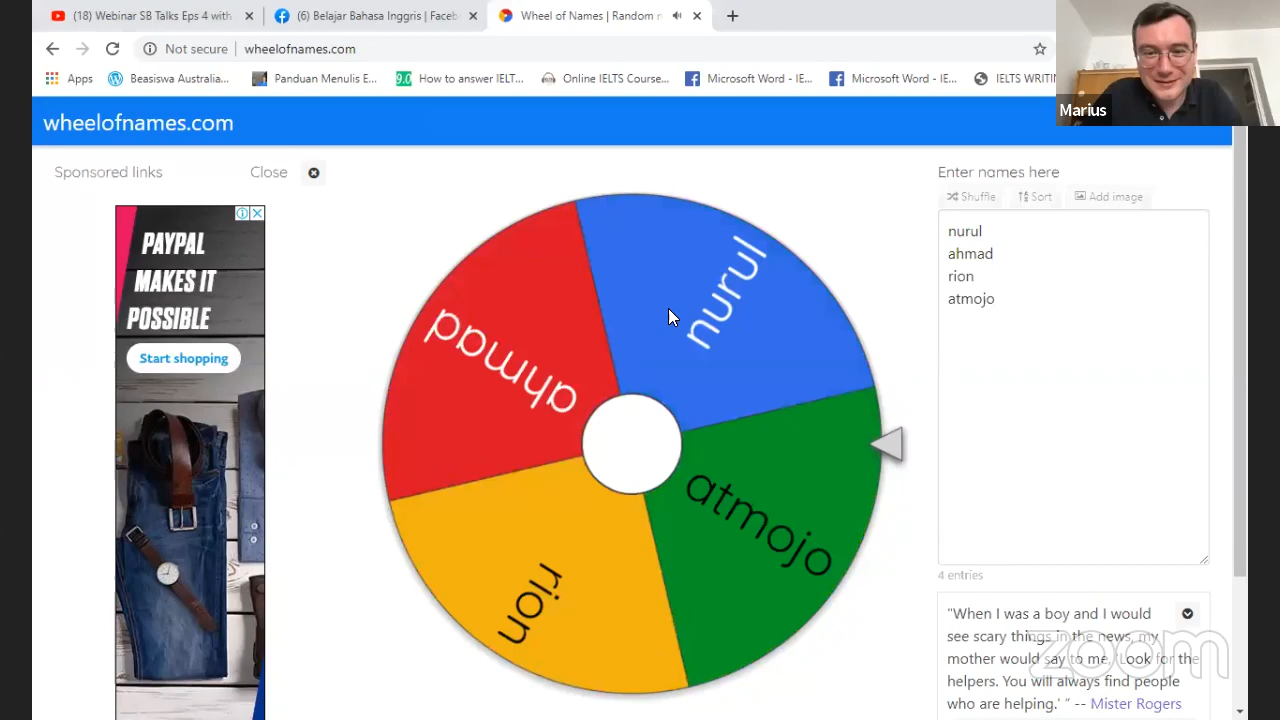 (18) Webinar SB Talks Eps 4 with
(6) Belajar Bahasa Inggris | Faceb
Wheel of Names | Random n
Not secure
wheelofnames.com
Apps
Beasiswa Australia...
Panduan Menulis E...
9.0
How to answer IELT...
Online IELTS Course...
Microsoft Word - IE...
Microsoft Word - IE...
IELTS WRITIN
Marius
wheelofnames.com
Sponsored links
Close
PAYPAL
MAKES IT
POSSIBLE
Start shopping
nurul
ahmad
atmojo
rion
Enter names here
Shuffle
Sort
Add image
nurul
ahmad
rion
atmojo
4 entries
"When I was a boy and I would
see scary things in the news, my
mother would say to me, 'Look for the
helpers. You will always find people
who are helping.' " -- Mister Rogers
zoom